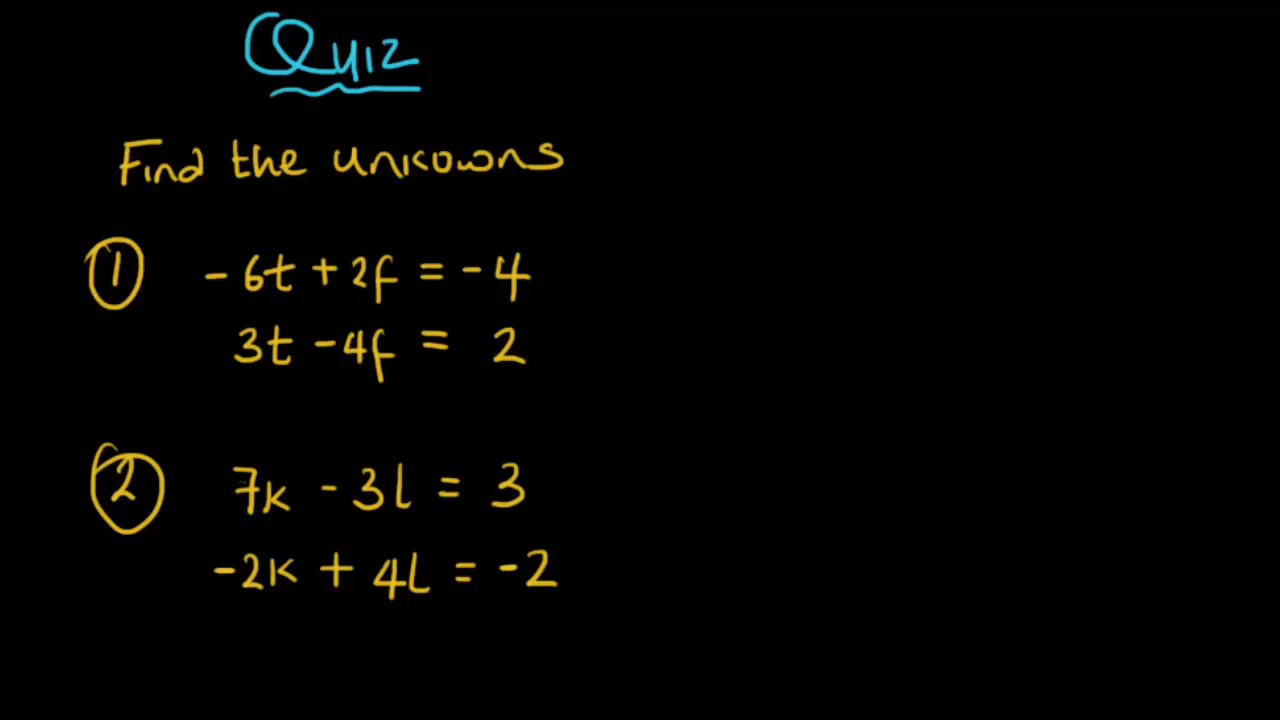 Quiz
Find the unkowns
1 -6t + 2f = -4
3t - 4f = 2
2 7k - 3l = 3
-2k + 4l = -2